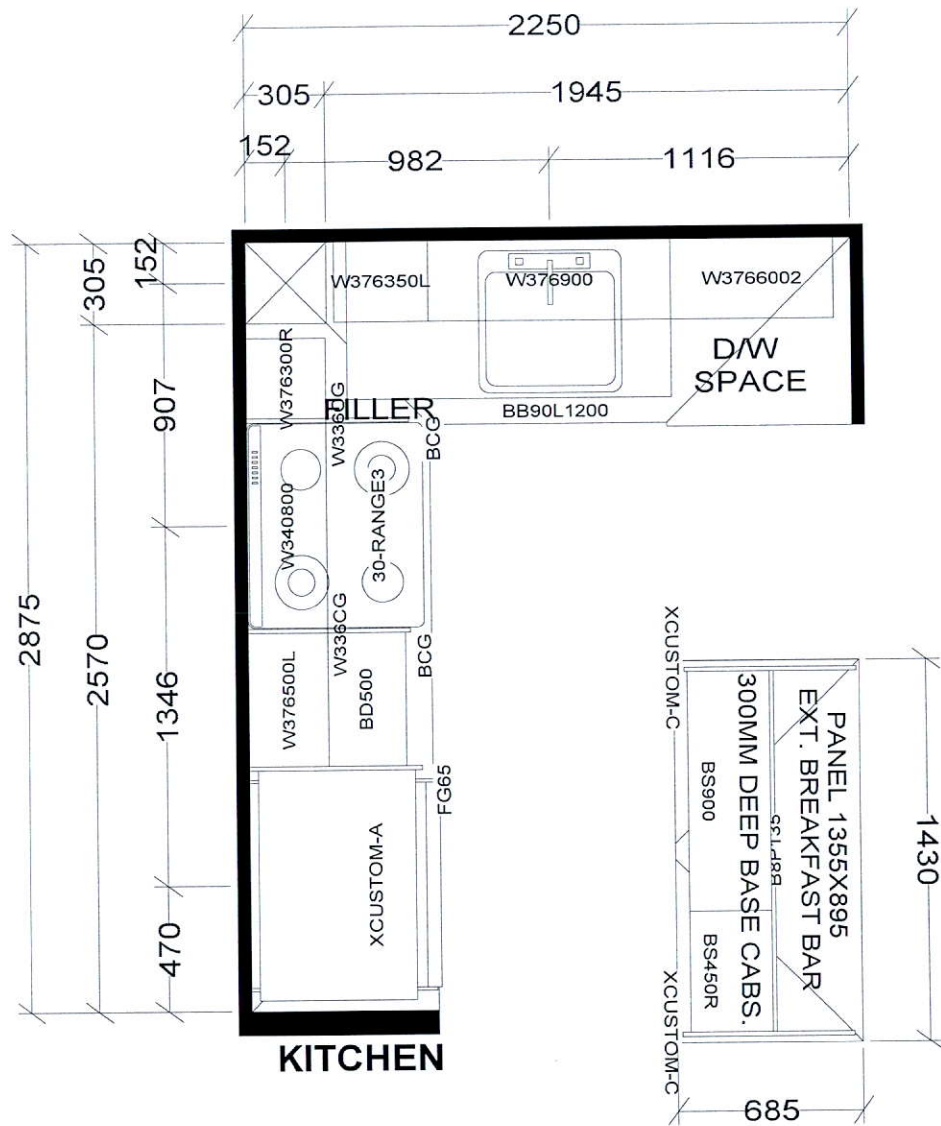 2250
305
1945
152
982
1116
2875
305
2570
152
907
1346
470
W376350L
W376900
W3766002
D/W
SPACE
BB90L1200
W376300R
FILLER
BCG
W340800
30-RANGE3
W336CG
BCG
W376500L
BD500
FG65
XCUSTOM-A
KITCHEN
XCUSTOM-C
PANEL 1355X895
EXT. BREAKFAST BAR
300MM DEEP BASE CABS.
BS900
BS450R
XCUSTOM-C
1430
685